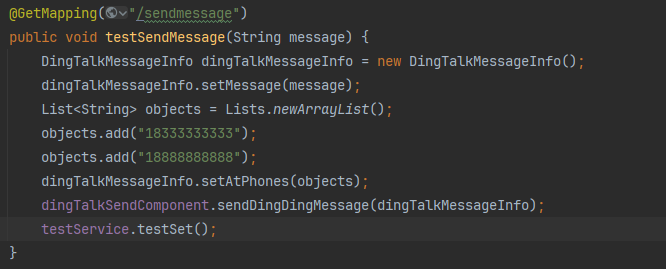 @GetMapping("/sendmessage")
public void testSendMessage(String message) {
    DingTalkMessageInfo dingTalkMessageInfo = new DingTalkMessageInfo();
    dingTalkMessageInfo.setMessage(message);
    List<String> objects = Lists.newArrayList();
    objects.add("18333333333");
    objects.add("18888888888");
    dingTalkMessageInfo.setAtPhones(objects);
    dingTalkSendComponent.sendDingDingMessage(dingTalkMessageInfo);
    testService.testSet();
}